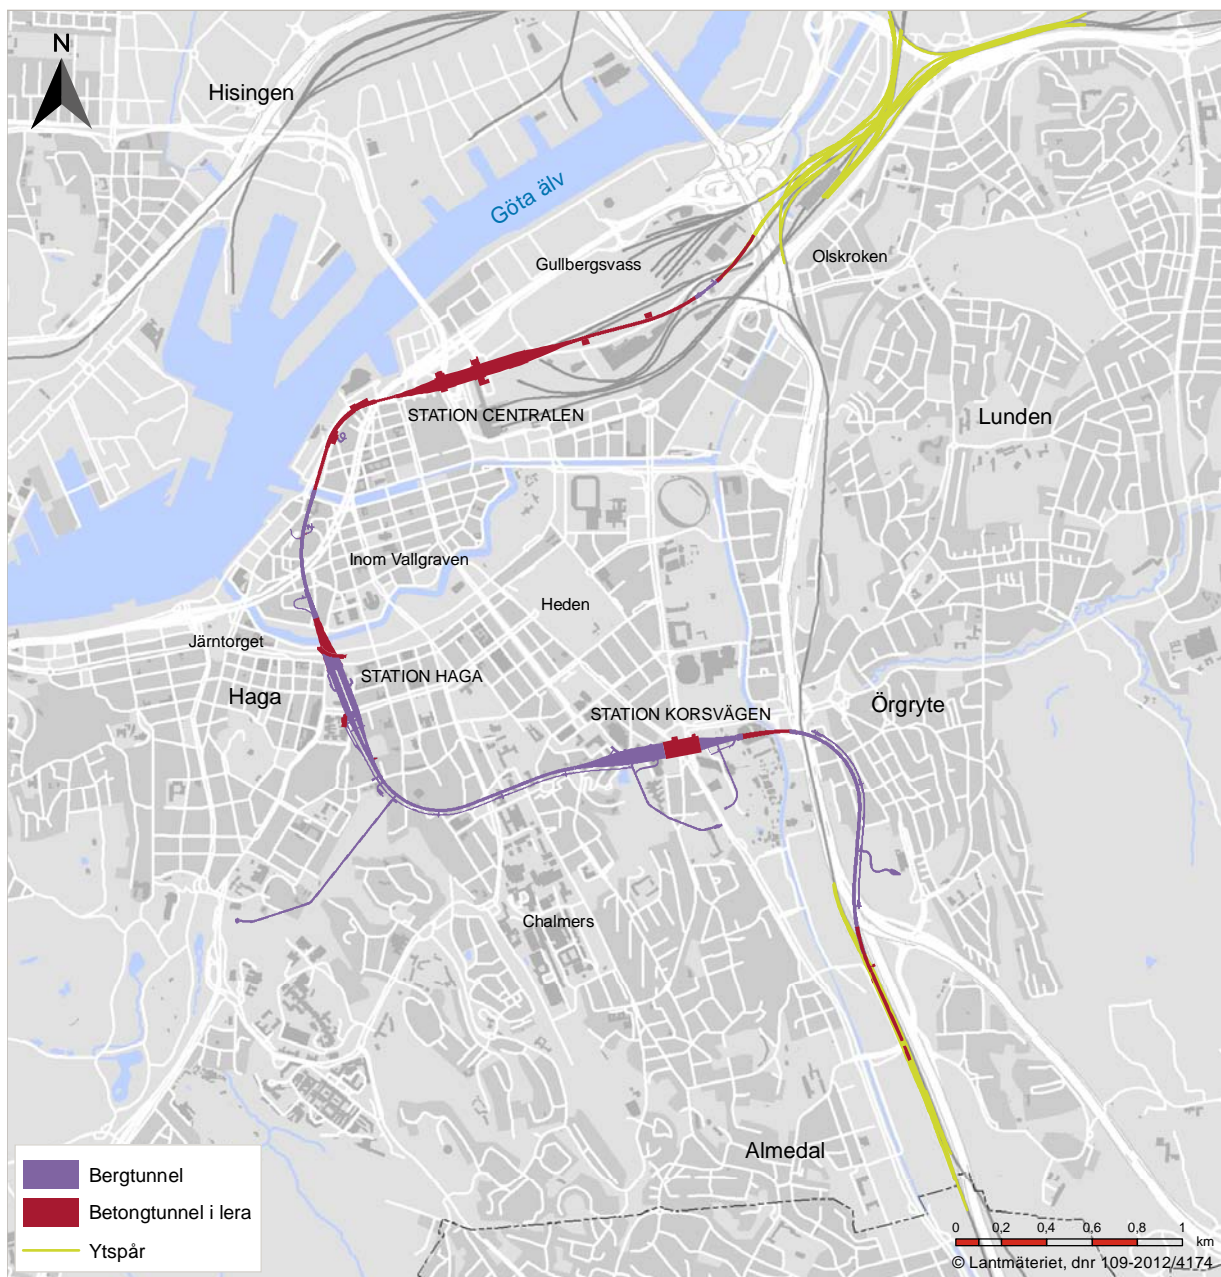 N
Hisingen
Göta älv
Gullbergsvass
Olskroken
STATION CENTRALEN
Lunden
Inom Vallgraven
Heden
Järntorget
STATION HAGA
Haga
STATION KORSVÄGEN
Örgryte
Chalmers
Almedal
Bergtunnel
Betongtunnel i lera
Ytspår
0 0,2 0,4 0,6 0,8 1
km
© Lantmäteriet, dnr 109-2012/4174